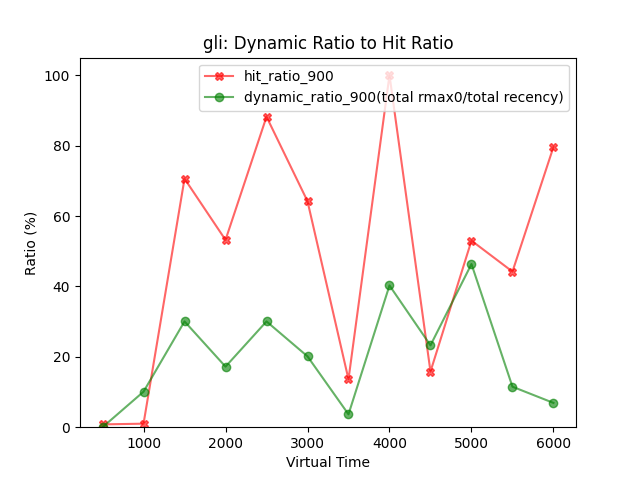 gli: Dynamic Ratio to Hit Ratio
hit_ratio_900
dynamic_ratio_900(total rmax0/total recency)
Ratio (%)
100
80
60
40
20
0
1000 2000 3000 4000 5000 6000
Virtual Time